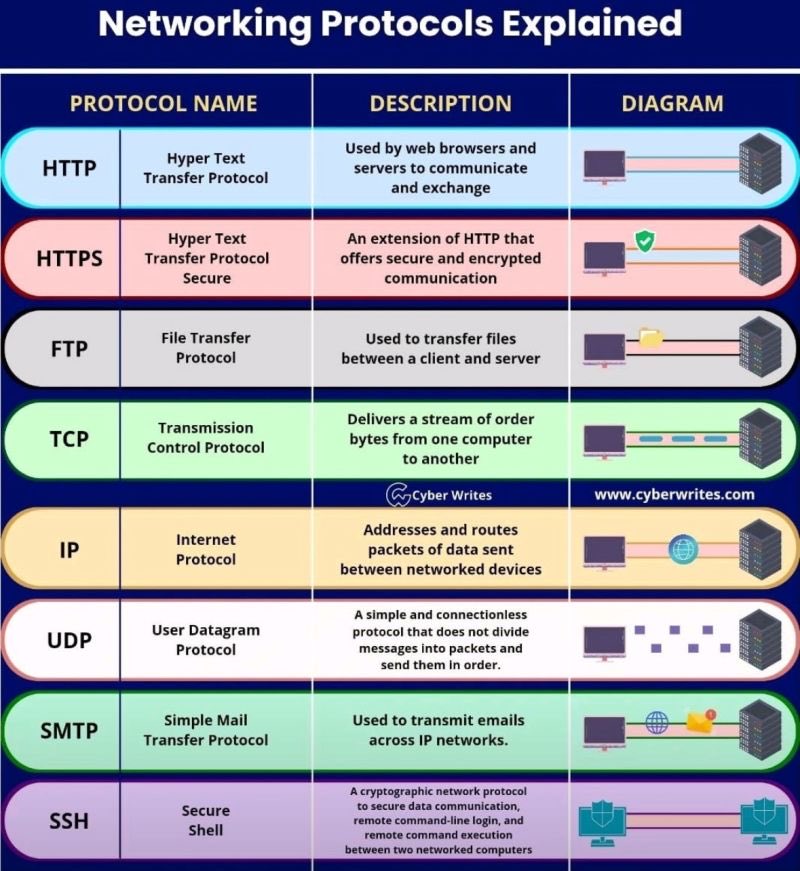 Networking Protocols Explained
PROTOCOL NAME
DESCRIPTION
DIAGRAM
HTTP
Hyper Text
Transfer Protocol
Used by web browsers and
servers to communicate
and exchange
HTTPS
Hyper Text
Transfer Protocol
Secure
An extension of HTTP that
offers secure and encrypted
communication
FTP
File Transfer
Protocol
Used to transfer files
between a client and server
TCP
Transmission
Control Protocol
Delivers a stream of order
bytes from one computer
to another
Cyber Writes
www.cyberwrites.com
IP
Internet
Protocol
Addresses and routes
packets of data sent
between networked devices
UDP
User Datagram
Protocol
A simple and connectionless
protocol that does not divide
messages into packets and
send them in order.
SMTP
Simple Mail
Transfer Protocol
Used to transmit emails
across IP networks.
1
SSH
Secure
Shell
A cryptographic network protocol
to secure data communication,
remote command-line login, and
remote command execution
between two networked computers